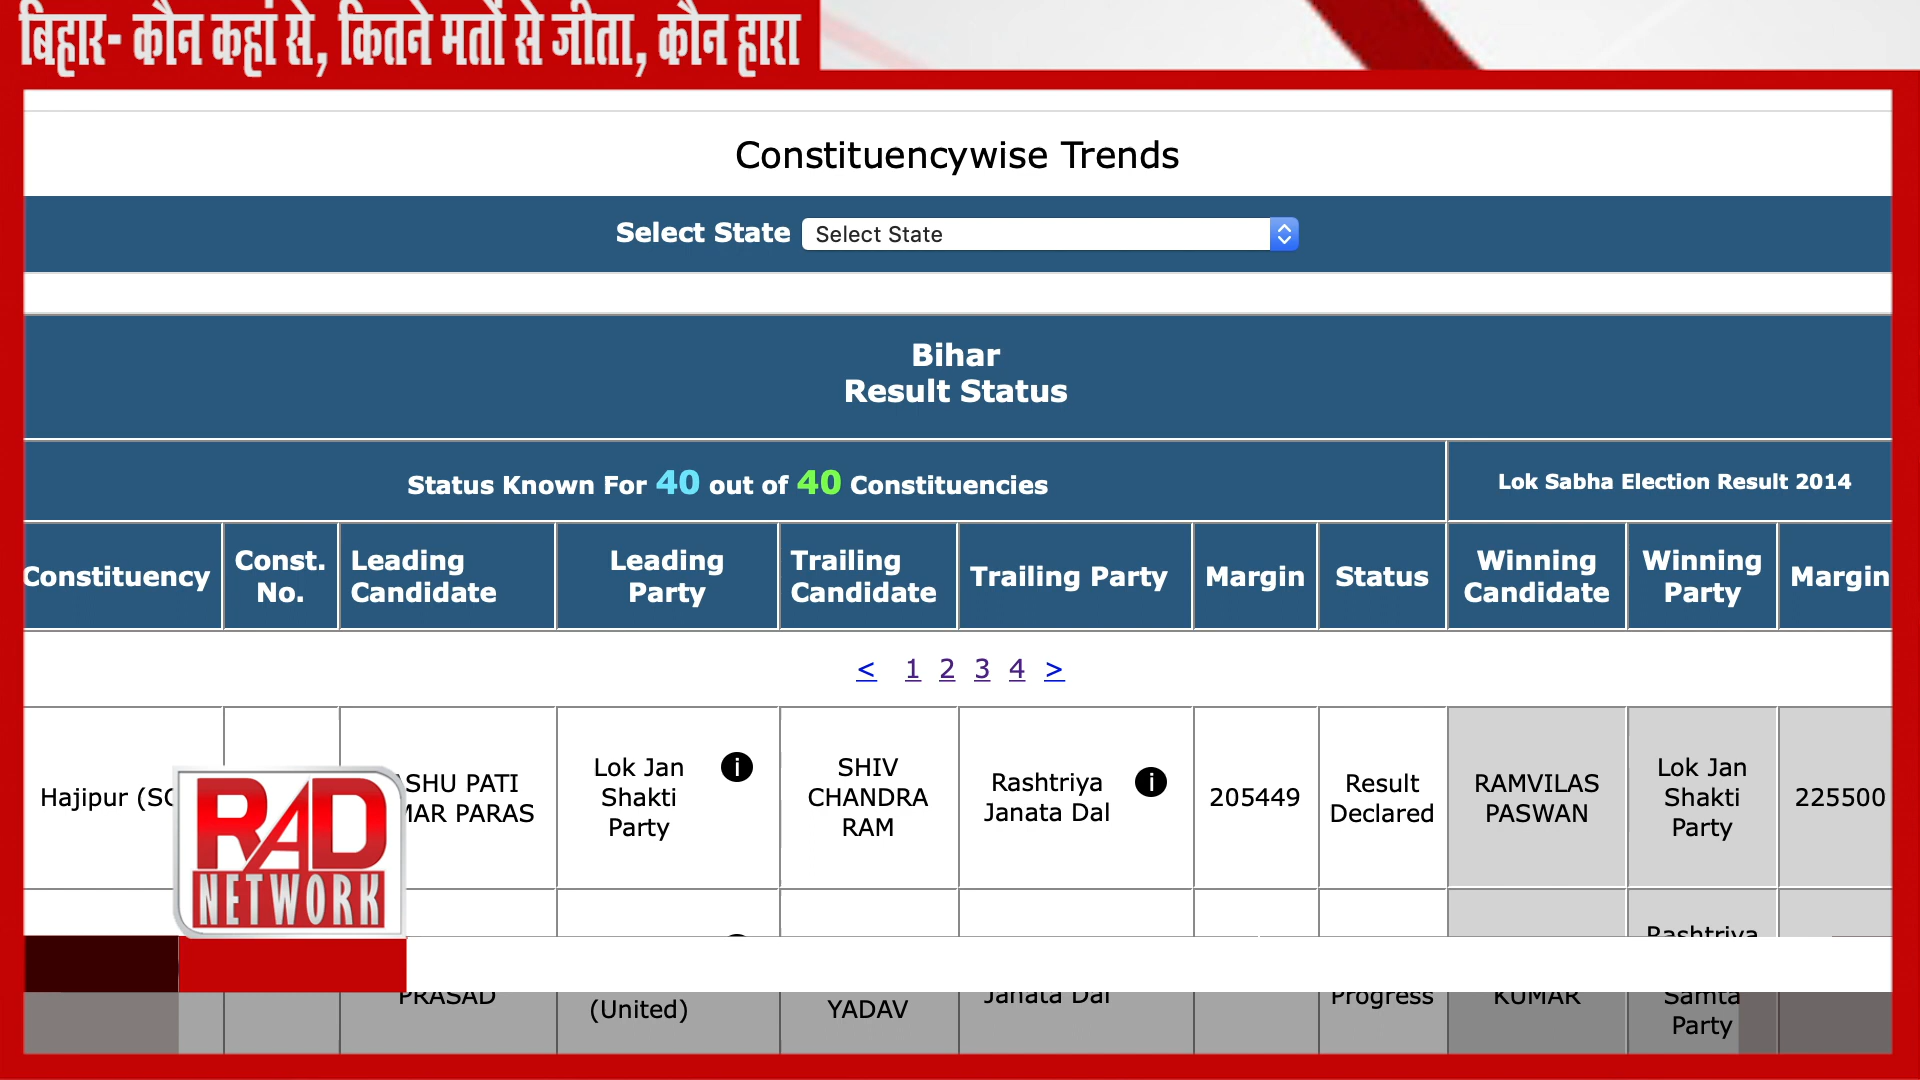 बिहार- कौन कहां से, कितने मतों से जीता, कौन हारा
Constituencywise Trends
Select State Select State
Bihar
Result Status
Status Known For 40 out of 40 Constituencies
Lok Sabha Election Result 2014
Constituency
Const. No.
Leading Candidate
Leading Party
Trailing Candidate
Trailing Party
Margin
Status
Winning Candidate
Winning Party
Margin
< 1 2 3 4 >
Hajipur (SC
SHU PATI
MAR PARAS
Lok Jan
Shakti
Party
i
SHIV
CHANDRA
RAM
Rashtriya
Janata Dal
i
205449
Result
Declared
RAMVILAS
PASWAN
Lok Jan
Shakti
Party
225500
RAD
NETWORK
PRASAD
(United)
YADAV
Janata Dal
Progress
KUMAR
Rashtriya
Samta
Party